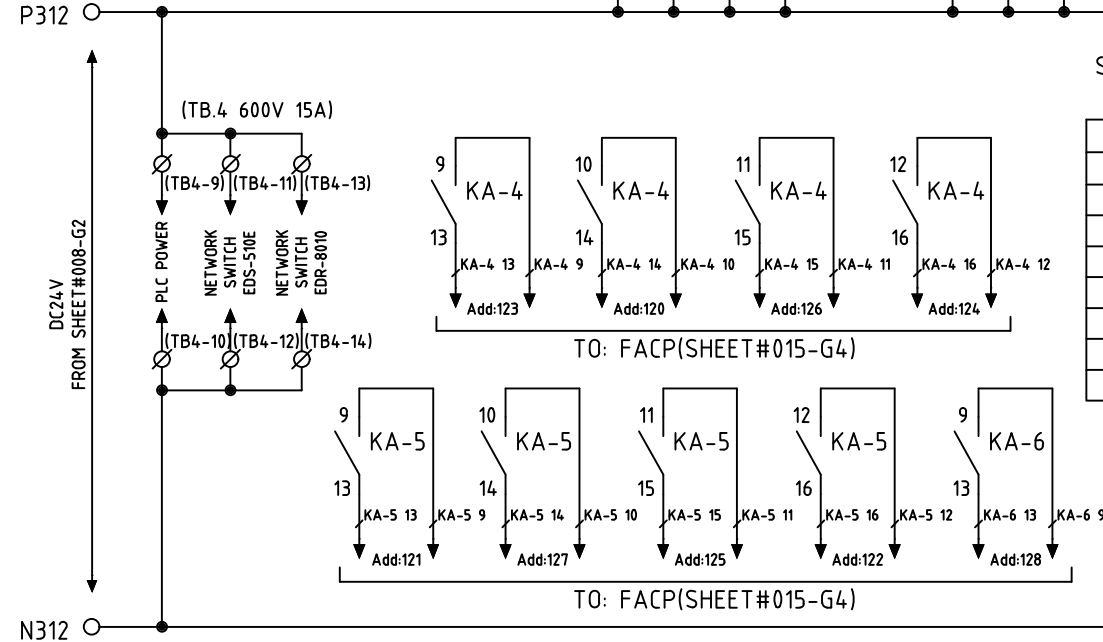 P312
S
(TB.4 600V 15A)
(TB4-9) (TB4-11) (TB4-13)
DC24V
FROM SHEET#008-G2
PLC POWER
NETWORK
SWITCH
EDS-510E
NETWORK
SWITCH
EDR-8010
(TB4-10) (TB4-12) (TB4-14)
9 10 11 12
KA-4 KA-4 KA-4 KA-4
13 14 15 16
KA-4 13 KA-4 9 KA-4 14 KA-4 10 KA-4 15 KA-4 11 KA-4 16 KA-4 12
Add:123 Add:120 Add:126 Add:124
TO: FACP(SHEET#015-G4)
9 10 11 12 9
KA-5 KA-5 KA-5 KA-5 KA-6
13 14 15 16 13
KA-5 13 KA-5 9 KA-5 14 KA-5 10 KA-5 15 KA-5 11 KA-5 16 KA-5 12 KA-6 13 KA-6 9
Add:121 Add:127 Add:125 Add:122 Add:128
TO: FACP(SHEET#015-G4)
N312